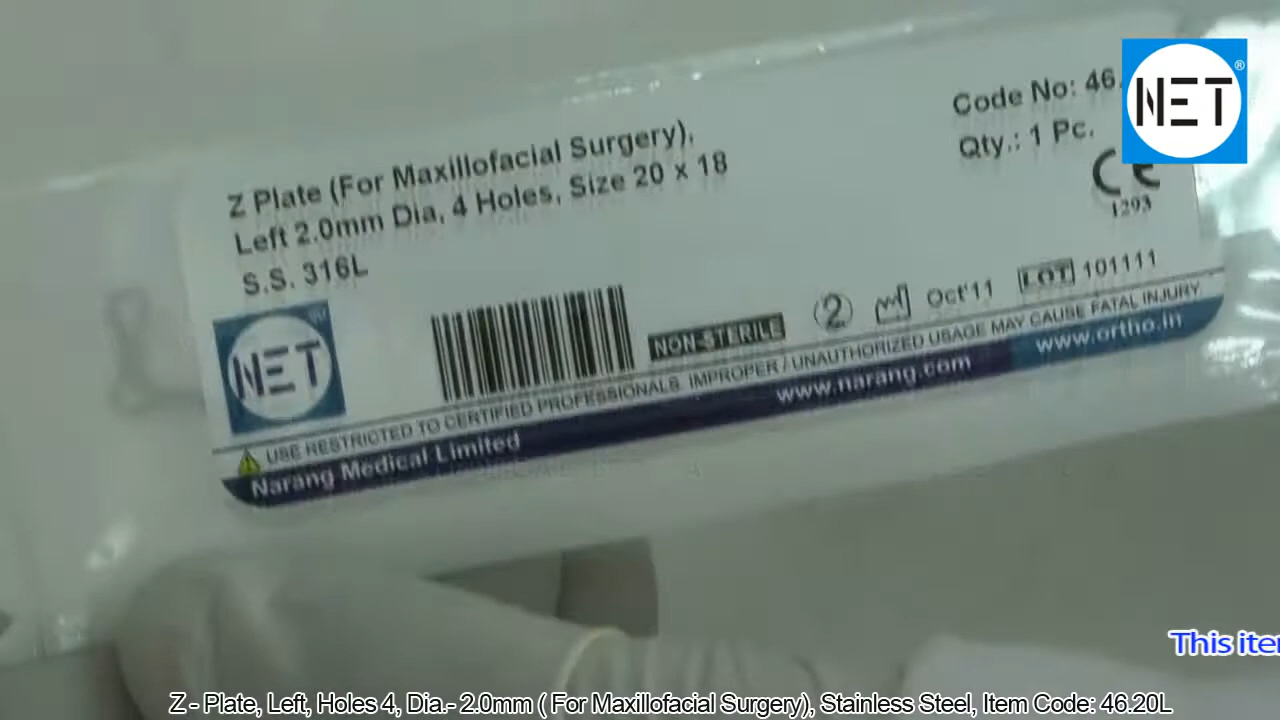 NET
®
Code No: 46.
Qty.: 1 Pc.
CE
1293
Z Plate (For Maxillofacial Surgery),
Left 2.0mm Dia, 4 Holes, Size 20 x 18
S.S. 316L
NET
NON-STERILE
2
Oct'11
LOT 101111
USE RESTRICTED TO CERTIFIED PROFESSIONALS. IMPROPER / UNAUTHORIZED USAGE MAY CAUSE FATAL INJURY
Narang Medical Limited
www.narang.com
www.ortho.in
This
Z - Plate, Left, Holes 4, Dia.- 2.0mm ( For Maxillofacial Surgery), Stainless Steel, Item Code: 46.20L